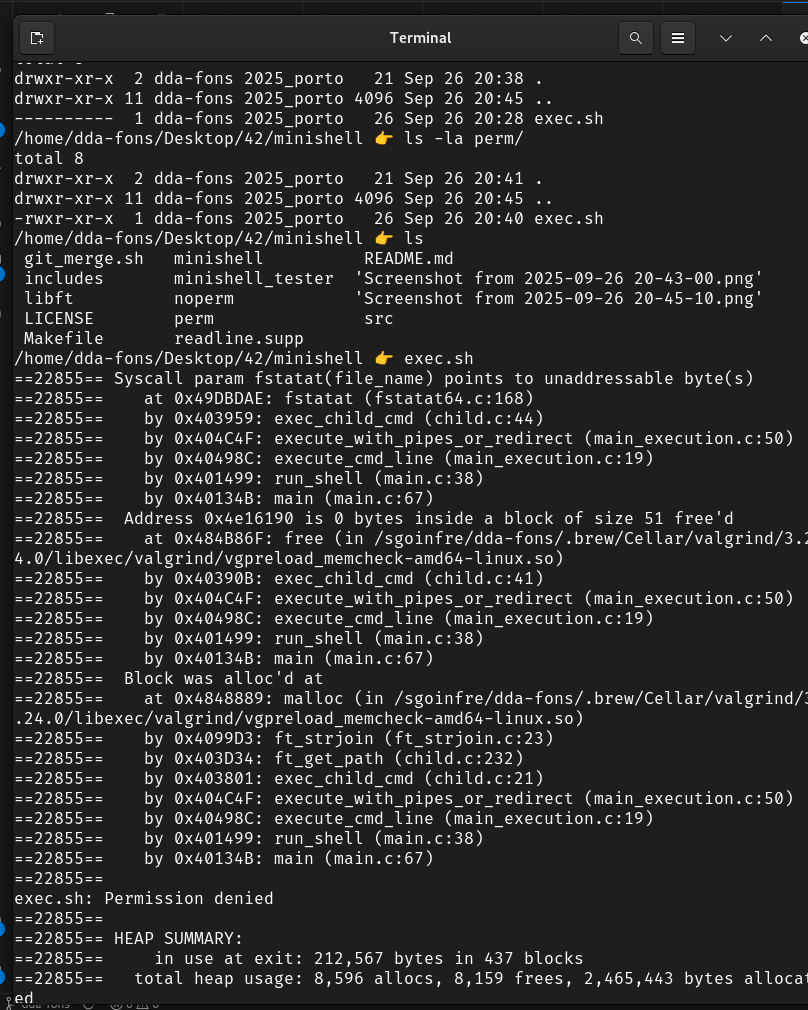 Terminal
drwxr-xr-x  2 dda-fons 2025_porto   21 Sep 26 20:38 .
drwxr-xr-x 11 dda-fons 2025_porto 4096 Sep 26 20:45 ..
----------  1 dda-fons 2025_porto   26 Sep 26 20:28 exec.sh
/home/dda-fons/Desktop/42/minishell 👉 ls -la perm/
total 8
drwxr-xr-x  2 dda-fons 2025_porto   21 Sep 26 20:41 .
drwxr-xr-x 11 dda-fons 2025_porto 4096 Sep 26 20:45 ..
-rwxr-xr-x  1 dda-fons 2025_porto   26 Sep 26 20:40 exec.sh
/home/dda-fons/Desktop/42/minishell 👉 ls
 git_merge.sh   minishell          README.md
 includes       minishell_tester  'Screenshot from 2025-09-26 20-43-00.png'
 libft          noperm            'Screenshot from 2025-09-26 20-45-10.png'
 LICENSE        perm               src
 Makefile       readline.supp
/home/dda-fons/Desktop/42/minishell 👉 exec.sh
==22855== Syscall param fstatat(file_name) points to unaddressable byte(s)
==22855==    at 0x49DBDAE: fstatat (fstatat64.c:168)
==22855==    by 0x403959: exec_child_cmd (child.c:44)
==22855==    by 0x404C4F: execute_with_pipes_or_redirect (main_execution.c:50)
==22855==    by 0x40498C: execute_cmd_line (main_execution.c:19)
==22855==    by 0x401499: run_shell (main.c:38)
==22855==    by 0x40134B: main (main.c:67)
==22855==  Address 0x4e16190 is 0 bytes inside a block of size 51 free'd
==22855==    at 0x484B86F: free (in /sgoinfre/dda-fons/.brew/Cellar/valgrind/3.2
4.0/libexec/valgrind/vgpreload_memcheck-amd64-linux.so)
==22855==    by 0x40390B: exec_child_cmd (child.c:41)
==22855==    by 0x404C4F: execute_with_pipes_or_redirect (main_execution.c:50)
==22855==    by 0x40498C: execute_cmd_line (main_execution.c:19)
==22855==    by 0x401499: run_shell (main.c:38)
==22855==    by 0x40134B: main (main.c:67)
==22855==  Block was alloc'd at
==22855==    at 0x4848889: malloc (in /sgoinfre/dda-fons/.brew/Cellar/valgrind/3
.24.0/libexec/valgrind/vgpreload_memcheck-amd64-linux.so)
==22855==    by 0x4099D3: ft_strjoin (ft_strjoin.c:23)
==22855==    by 0x403D34: ft_get_path (child.c:232)
==22855==    by 0x403801: exec_child_cmd (child.c:21)
==22855==    by 0x404C4F: execute_with_pipes_or_redirect (main_execution.c:50)
==22855==    by 0x40498C: execute_cmd_line (main_execution.c:19)
==22855==    by 0x401499: run_shell (main.c:38)
==22855==    by 0x40134B: main (main.c:67)
==22855==
exec.sh: Permission denied
==22855==
==22855== HEAP SUMMARY:
==22855==     in use at exit: 212,567 bytes in 437 blocks
==22855==   total heap usage: 8,596 allocs, 8,159 frees, 2,465,443 bytes allocat
ed